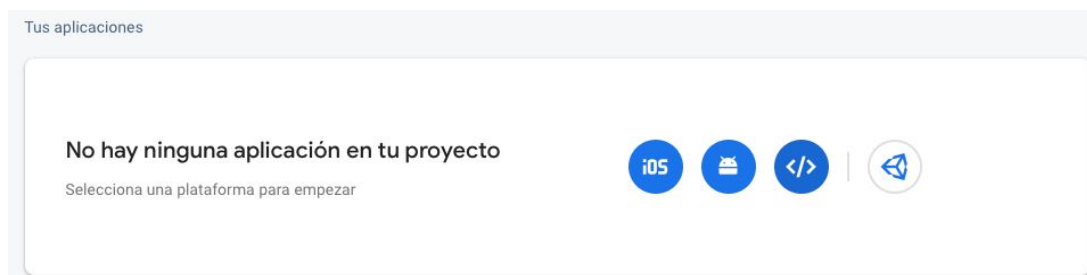 Tus aplicaciones
No hay ninguna aplicación en tu proyecto
Selecciona una plataforma para empezar
iOS
</>